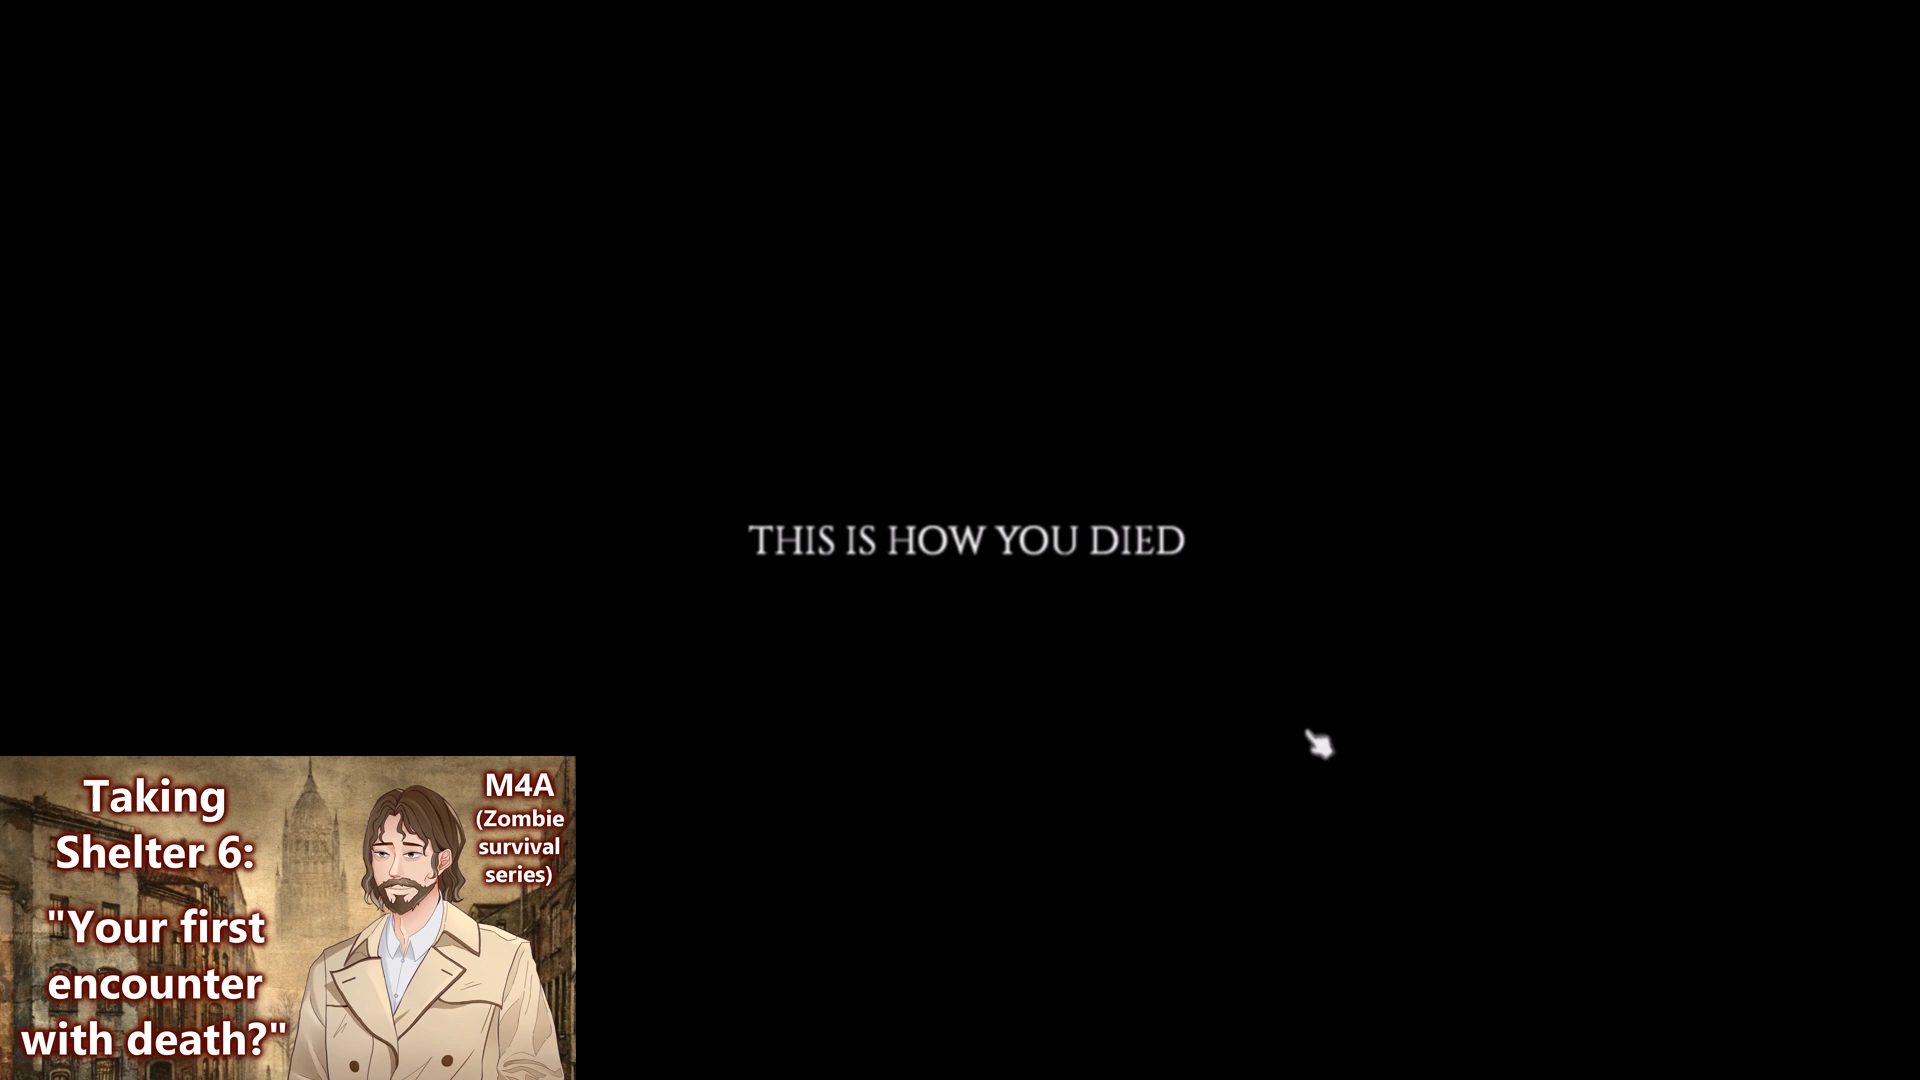 THIS IS HOW YOU DIED
Taking
Shelter 6:
"Your first
encounter
with death?"
M4A
(Zombie
survival
series)